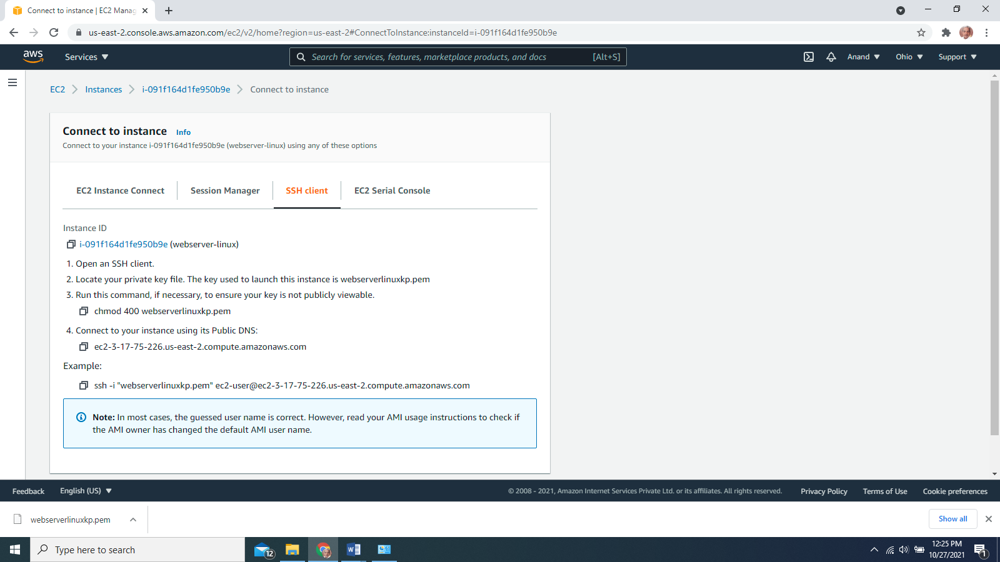 Connect to instance | EC2 Manag
us-east-2.console.aws.amazon.com/ec2/v2/home?region=us-east-2#ConnectToInstance:instanceId=i-091f164d1fe950b9e
aws
Services
Search for services, features, marketplace products, and docs
[Alt+S]
Anand
Ohio
Support
EC2
Instances
i-091f164d1fe950b9e
Connect to instance
Connect to instance
Info
Connect to your instance i-091f164d1fe950b9e (webserver-linux) using any of these options
EC2 Instance Connect
Session Manager
SSH client
EC2 Serial Console
Instance ID
i-091f164d1fe950b9e (webserver-linux)
1. Open an SSH client.
2. Locate your private key file. The key used to launch this instance is webserverlinuxkp.pem
3. Run this command, if necessary, to ensure your key is not publicly viewable.
chmod 400 webserverlinuxkp.pem
4. Connect to your instance using its Public DNS:
ec2-3-17-75-226.us-east-2.compute.amazonaws.com
Example:
ssh -i "webserverlinuxkp.pem" ec2-user@ec2-3-17-75-226.us-east-2.compute.amazonaws.com
Note: In most cases, the guessed user name is correct. However, read your AMI usage instructions to check if
the AMI owner has changed the default AMI user name.
Feedback
English (US)
© 2008 - 2021, Amazon Internet Services Private Ltd. or its affiliates. All rights reserved.
Privacy Policy
Terms of Use
Cookie preferences
webserverlinuxkp.pem
Show all
Type here to search
12
W
12:25 PM
10/27/2021
1